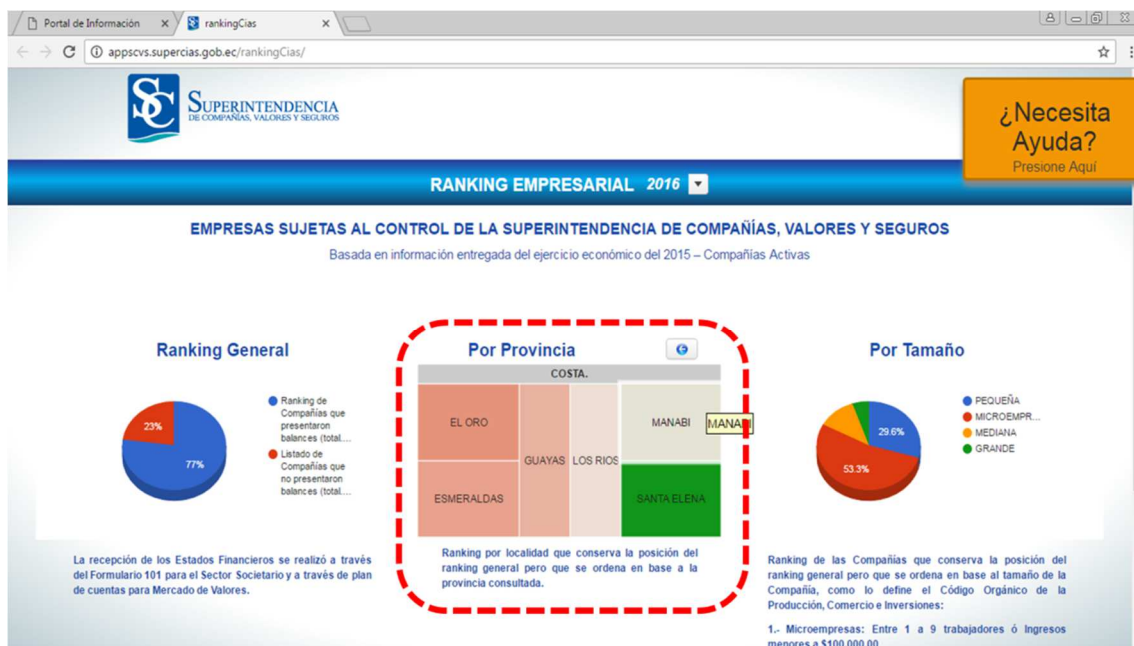 Portal de Información
rankingCias
appscvs.supercias.gob.ec/rankingCias/
SC SUPERINTENDENCIA
DE COMPAÑÍAS, VALORES Y SEGUROS
¿Necesita
Ayuda?
Presione Aquí
RANKING EMPRESARIAL 2016
EMPRESAS SUJETAS AL CONTROL DE LA SUPERINTENDENCIA DE COMPAÑÍAS, VALORES Y SEGUROS
Basada en información entregada del ejercicio económico del 2015 – Compañías Activas
Ranking General
23%
77%
Ranking de
Compañías que
presentaron
balances (total....
Listado de
Compañías que
no presentaron
balances (total....
La recepción de los Estados Financieros se realizó a través
del Formulario 101 para el Sector Societario y a través de plan
de cuentas para Mercado de Valores.
Por Provincia
COSTA.
EL ORO
ESMERALDAS
GUAYAS
LOS RIOS
MANABI
MANABI
SANTA ELENA
Ranking por localidad que conserva la posición del
ranking general pero que se ordena en base a la
provincia consultada.
Por Tamaño
29.6%
53.3%
PEQUEÑA
MICROEMPR...
MEDIANA
GRANDE
Ranking de las Compañías que conserva la posición del
ranking general pero que se ordena en base al tamaño de la
Compañía, como lo define el Código Orgánico de la
Producción, Comercio e Inversiones:
1.- Microempresas: Entre 1 a 9 trabajadores ó Ingresos
menores a $100.000,00